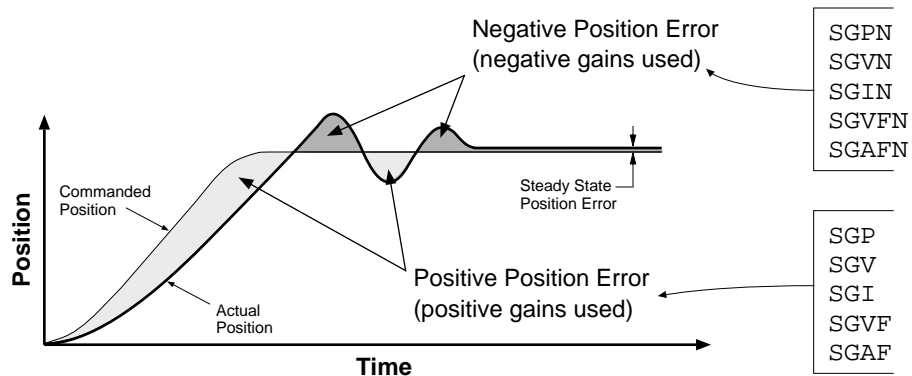 Negative Position Error
(negative gains used)
SGPN
SGVN
SGIN
SGVFN
SGAFN
Commanded
Position
Steady State
Position Error
Position
Actual
Position
Positive Position Error
(positive gains used)
SGP
SGV
SGI
SGVF
SGAF
Time